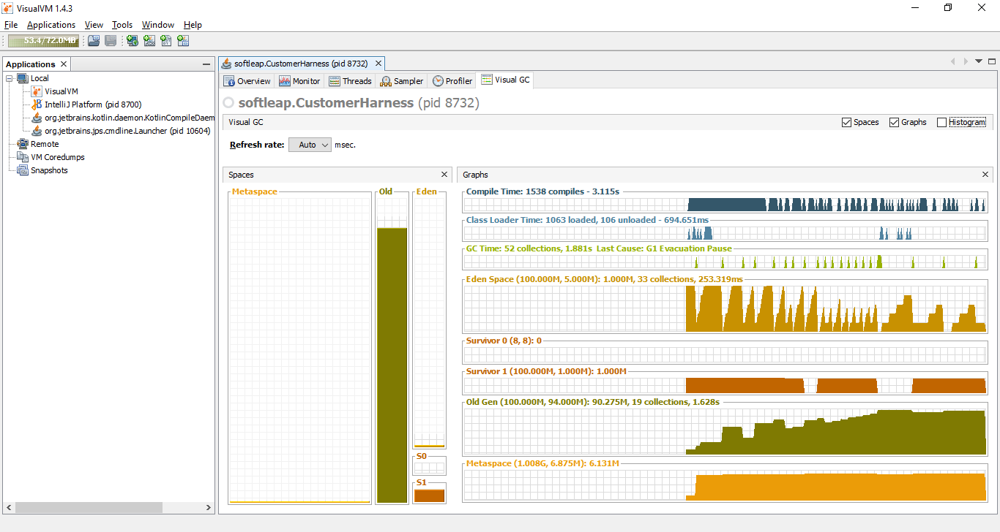 VisualVM 1.4.3
File Applications View Tools Window Help
53.4/72.0MB
Applications
softleap.CustomerHarness (pid 8732)
Local
VisualVM
IntelliJ Platform (pid 8700)
org.jetbrains.kotlin.daemon.KotlinCompileDaem
org.jetbrains.jps.cmdline.Launcher (pid 10604)
Remote
VM Coredumps
Snapshots
Overview Monitor Threads Sampler Profiler Visual GC
softleap.CustomerHarness (pid 8732)
Visual GC Spaces Graphs Histogram
Refresh rate: Auto msec.
Spaces
Metaspace Old Eden
S0
S1
Graphs
Compile Time: 1538 compiles - 3.115s
Class Loader Time: 1063 loaded, 106 unloaded - 694.651ms
GC Time: 52 collections, 1.881s Last Cause: G1 Evacuation Pause
Eden Space (100.000M, 5.000M): 1.000M, 33 collections, 253.319ms
Survivor 0 (8, 8): 0
Survivor 1 (100.000M, 1.000M): 1.000M
Old Gen (100.000M, 94.000M): 90.275M, 19 collections, 1.628s
Metaspace (1.008G, 6.875M): 6.131M